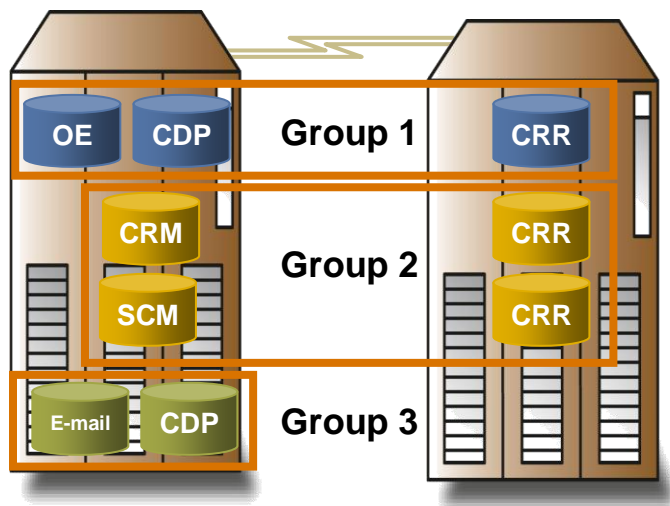 OE CDP Group 1 CRR
CRM CRR
Group 2
SCM CRR
E-mail CDP Group 3